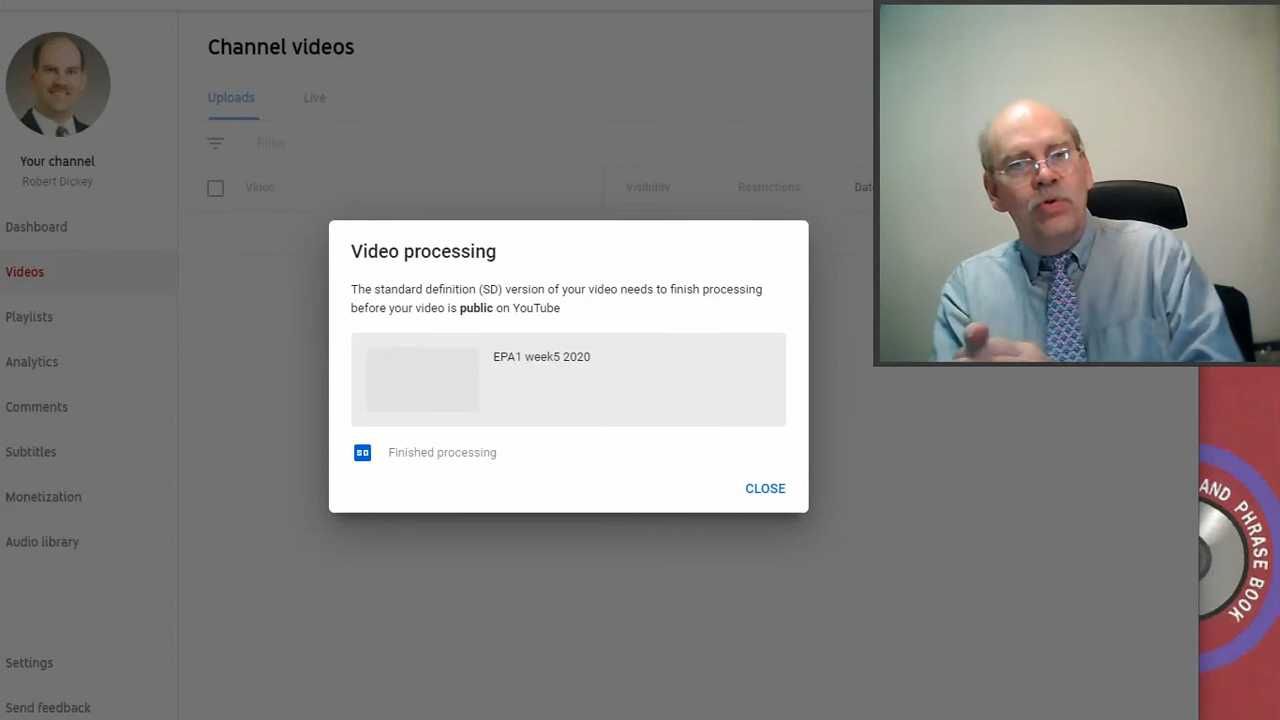 Channel videos
Uploads
Live
Filter
Video
Visibility
Restrictions
Your channel
Robert Dickey
Dashboard
Videos
Playlists
Analytics
Comments
Subtitles
Monetization
Audio library
Settings
Send feedback
Video processing
The standard definition (SD) version of your video needs to finish processing
before your video is public on YouTube
EPA1 week5 2020
SD
Finished processing
CLOSE
AND PHRASE BOOK